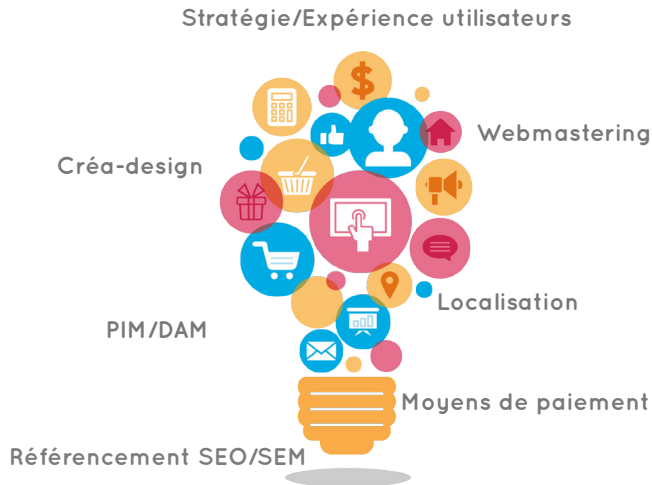 Stratégie/Expérience utilisateurs
Webmastering
Créa-design
Localisation
PIM/DAM
Moyens de paiement
Référencement SEO/SEM